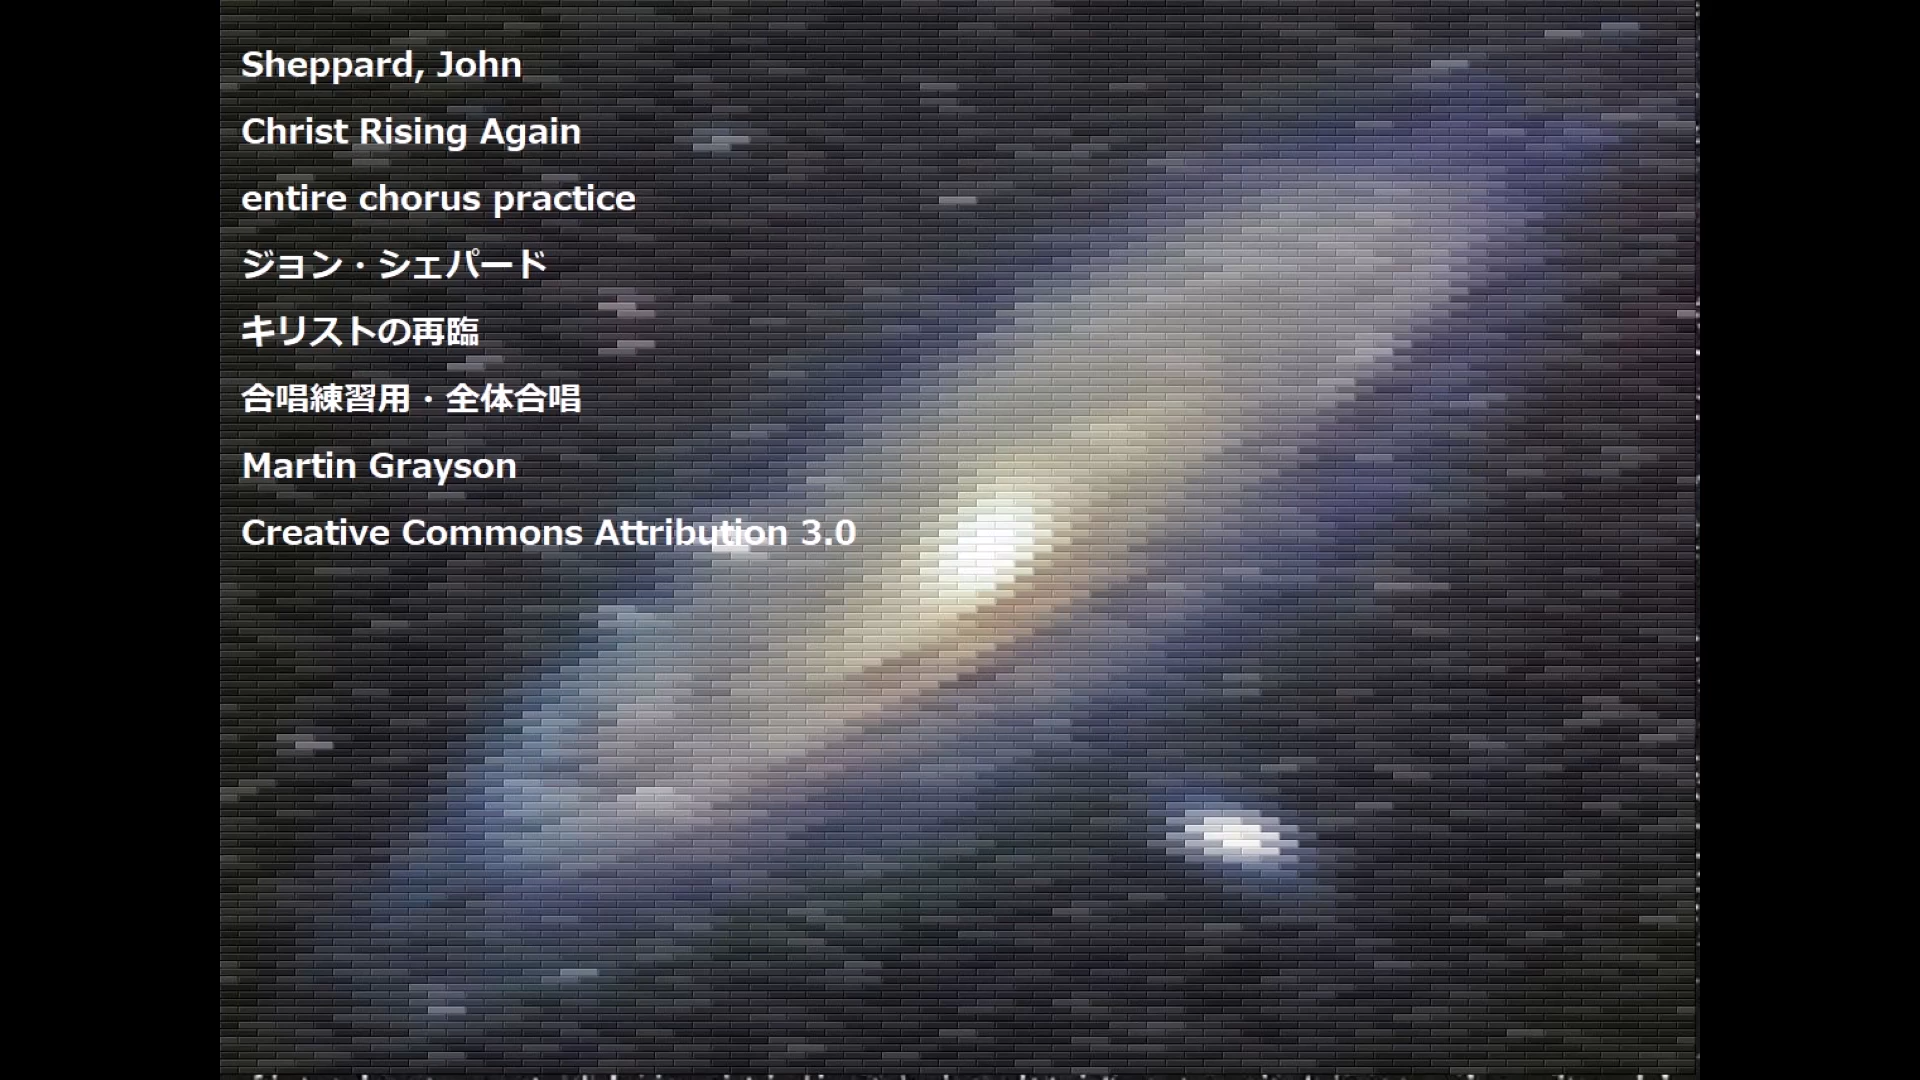 Sheppard, John
Christ Rising Again
entire chorus practice
ジョン・シェパード
キリストの再臨
合唱練習用・全体合唱
Martin Grayson
Creative Commons Attribution 3.0